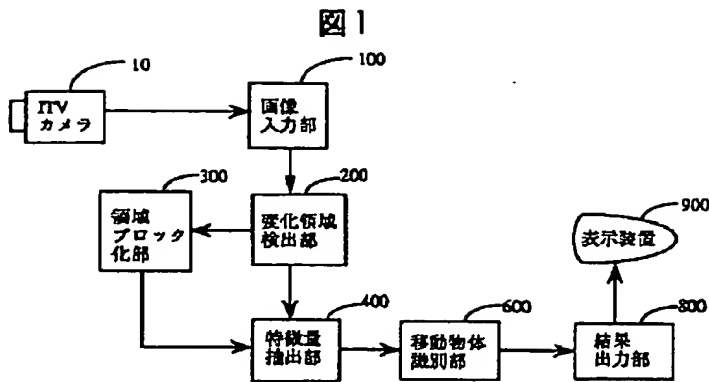 図1
10
ITV
カメラ
100
画像
入力部
300
領域
ブロック
化部
200
変化領域
検出部
900
表示装置
400
特徴量
抽出部
600
移動物体
識別部
800
結果
出力部